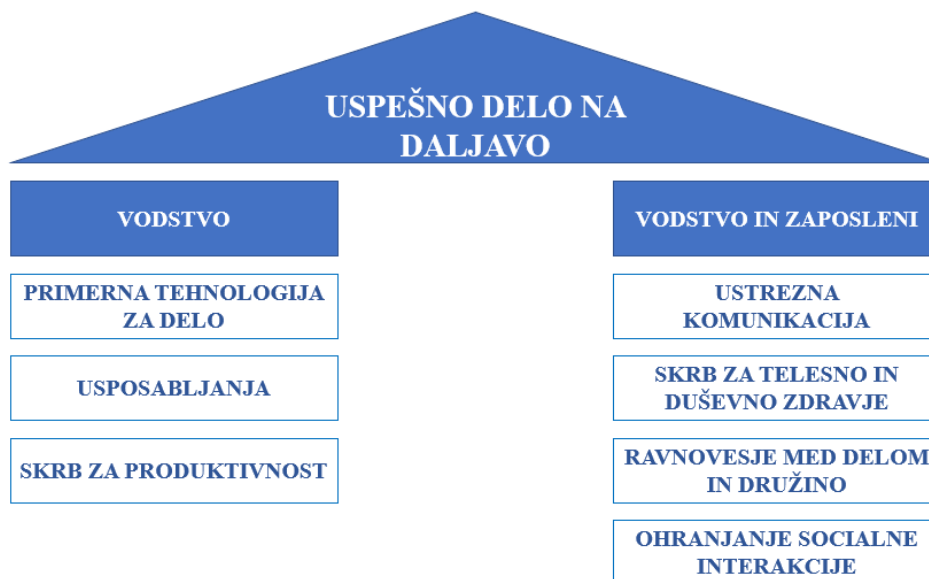 USPEŠNO DELO NA
DALJAVO
VODSTVO
PRIMERNA TEHNOLOGIJA
ZA DELO
USPOSABLJANJA
SKRB ZA PRODUKTIVNOST
VODSTVO IN ZAPOSLENI
USTREZNA
KOMUNIKACIJA
SKRB ZA TELESNO IN
DUŠEVNO ZDRAVJE
RAVNOVESJE MED DELOM
IN DRUŽINO
OHRANJANJE SOCIALNE
INTERAKCIJE